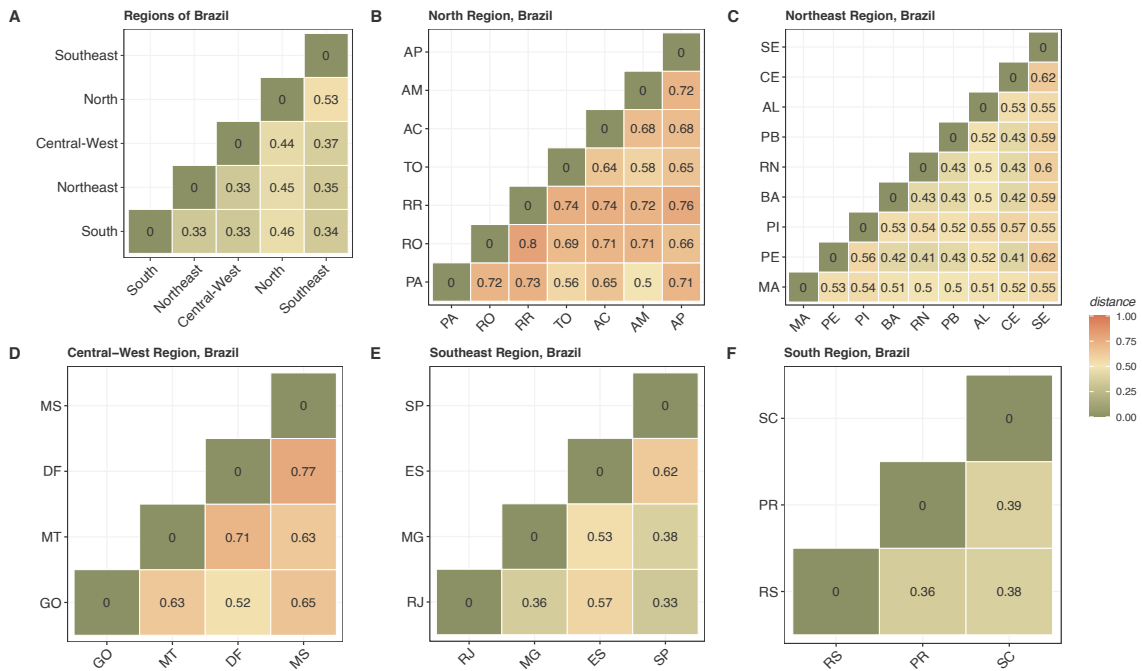 A Regions of Brazil
Southeast 0
North 0 0.53
Central-West 0 0.44 0.37
Northeast 0 0.33 0.45 0.35
South 0 0.33 0.33 0.46 0.34
South Northeast Central-West North Southeast
B North Region, Brazil
AP 0
AM 0 0.72
AC 0 0.68 0.68
TO 0 0.64 0.58 0.65
RR 0 0.74 0.74 0.72 0.76
RO 0 0.8 0.69 0.71 0.71 0.66
PA 0 0.72 0.73 0.56 0.65 0.5 0.71
PA RO RR TO AC AM AP
C Northeast Region, Brazil
SE 0
CE 0 0.62
AL 0 0.53 0.55
PB 0 0.52 0.43 0.59
RN 0 0.43 0.5 0.43 0.6
BA 0 0.43 0.43 0.5 0.42 0.59
PI 0 0.53 0.54 0.52 0.55 0.57 0.55
PE 0 0.56 0.42 0.41 0.43 0.52 0.41 0.62
MA 0 0.53 0.54 0.51 0.5 0.5 0.51 0.52 0.55
MA PE PI BA RN PB AL CE SE
distance
1.00
0.75
0.50
0.25
0.00
D Central−West Region, Brazil
MS 0
DF 0 0.77
MT 0 0.71 0.63
GO 0 0.63 0.52 0.65
GO MT DF MS
E Southeast Region, Brazil
SP 0
ES 0 0.62
MG 0 0.53 0.38
RJ 0 0.36 0.57 0.33
RJ MG ES SP
F South Region, Brazil
SC 0
PR 0 0.39
RS 0 0.36 0.38
RS PR SC